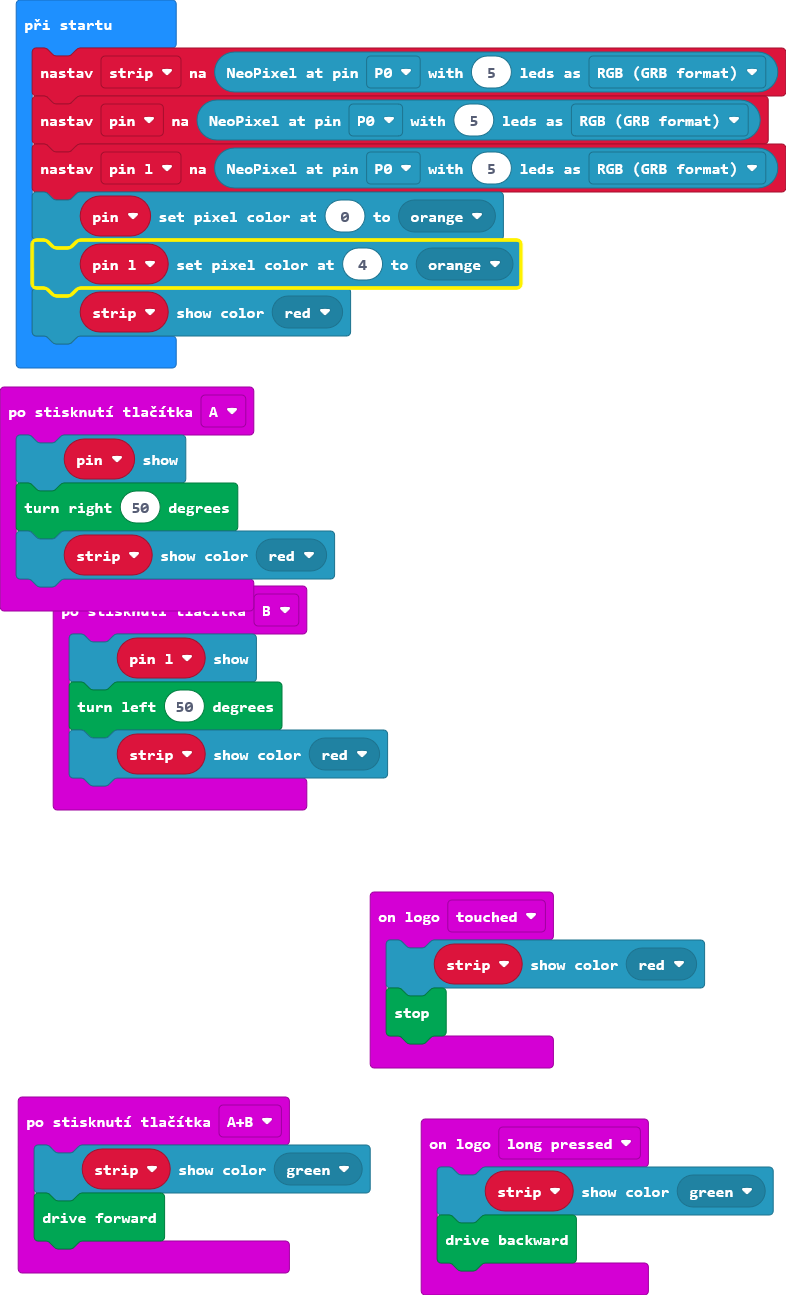 při startu
nastav strip na NeoPixel at pin P0 with 5 leds as RGB (GRB format)
nastav pin na NeoPixel at pin P0 with 5 leds as RGB (GRB format)
nastav pin l na NeoPixel at pin P0 with 5 leds as RGB (GRB format)
pin set pixel color at 0 to orange
pin l set pixel color at 4 to orange
strip show color red
po stisknutí tlačítka A
pin show
turn right 50 degrees
strip show color red
po stisknutí tlačítka B
pin l show
turn left 50 degrees
strip show color red
on logo touched
strip show color red
stop
po stisknutí tlačítka A+B
strip show color green
drive forward
on logo long pressed
strip show color green
drive backward